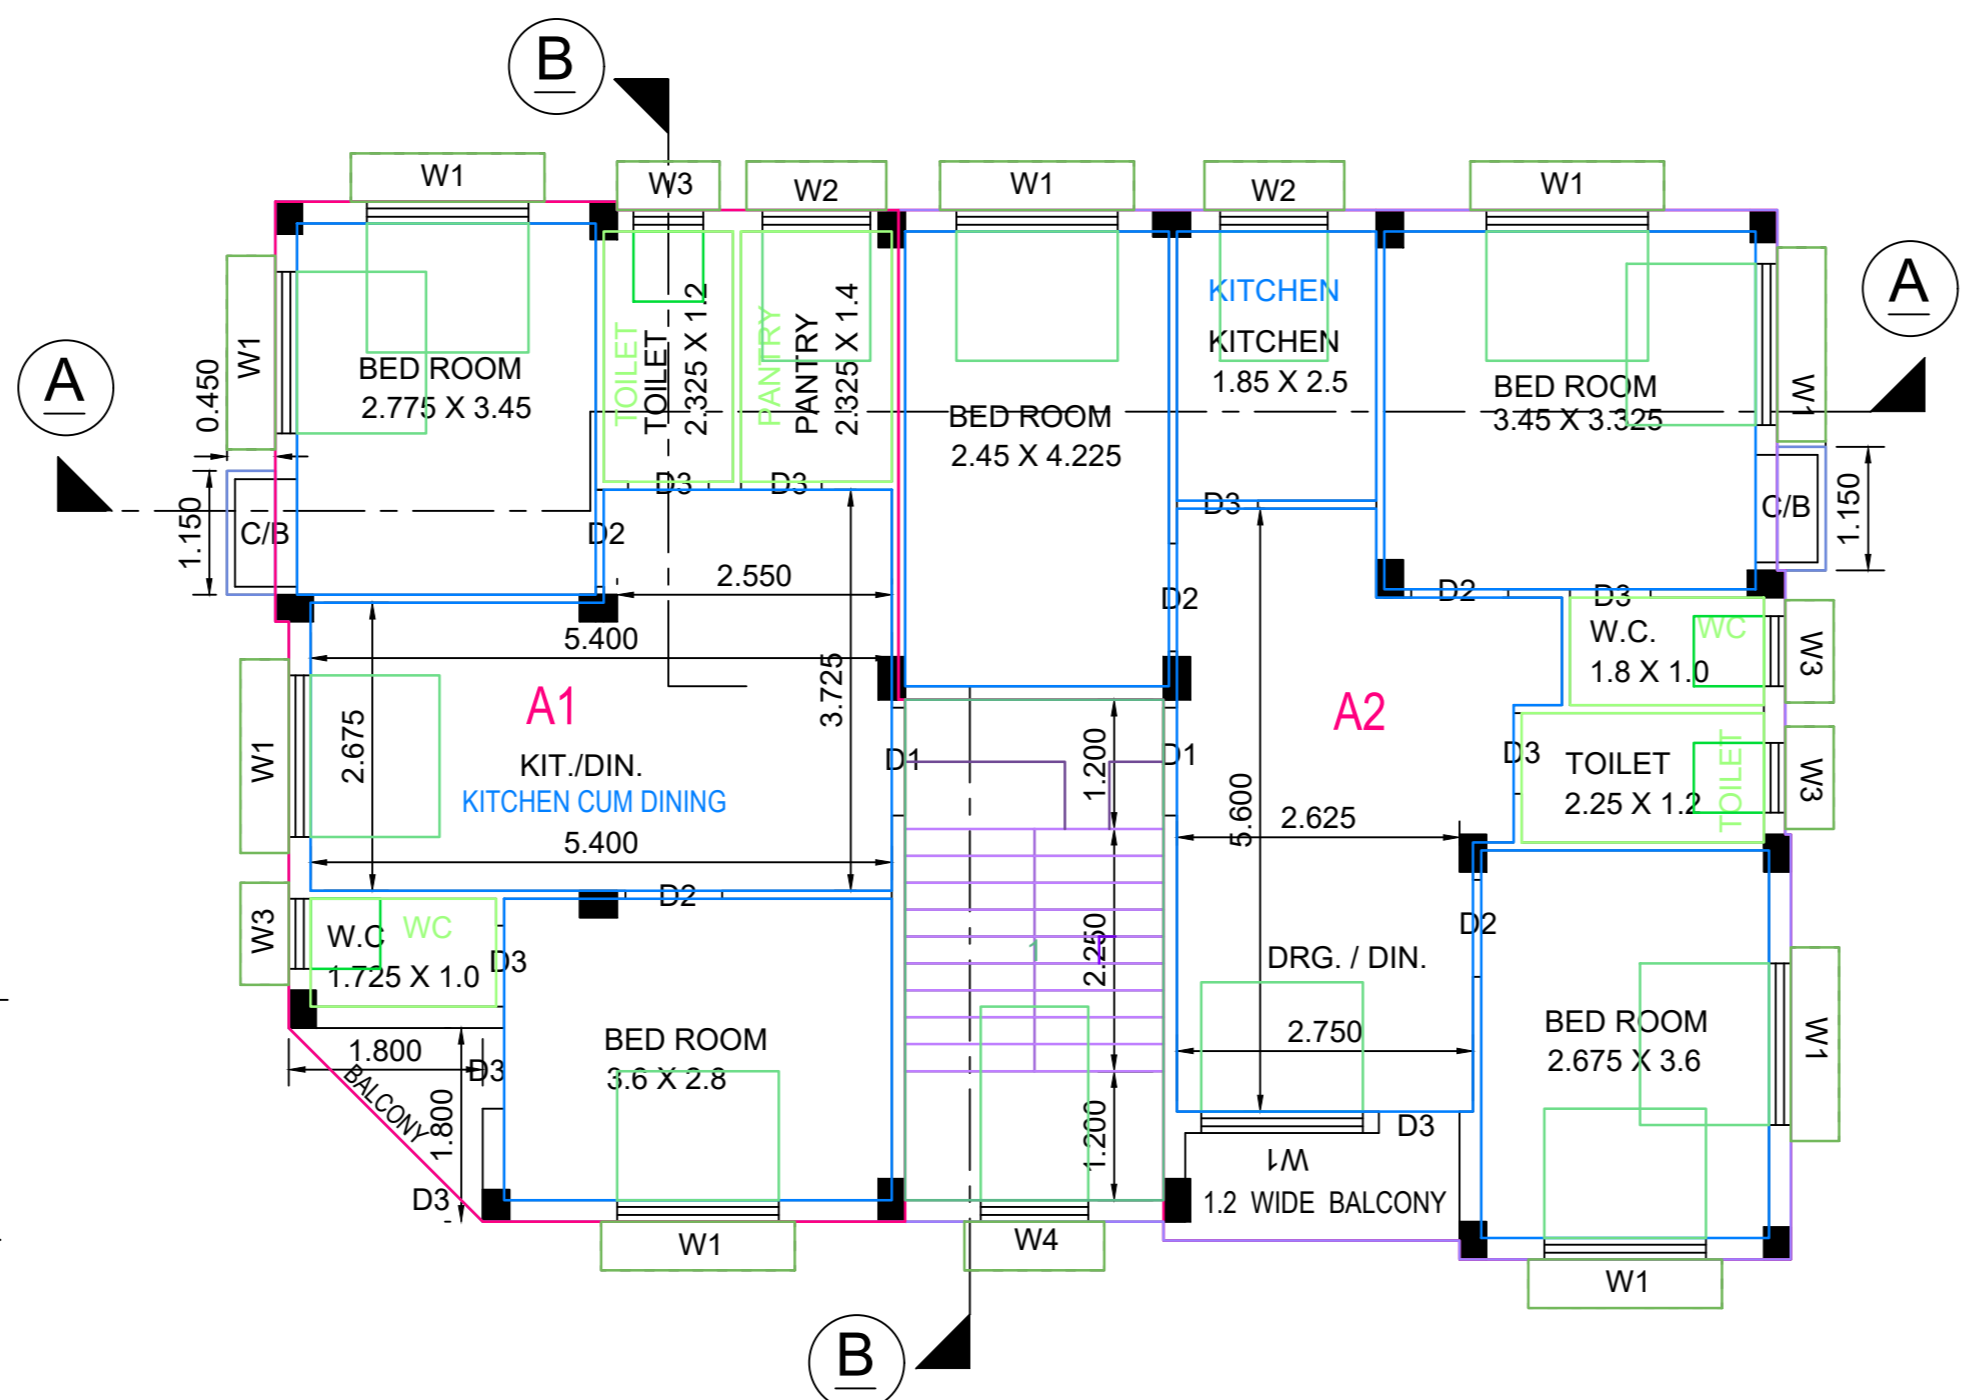 B
W1
W3
W2
W1
W2
W1
A
A
W1
0.450
BED ROOM
2.775 X 3.45
TOILET
TOILET
2.325 X 1.2
PANTRY
PANTRY
2.325 X 1.4
BED ROOM
2.45 X 4.225
KITCHEN
KITCHEN
1.85 X 2.5
BED ROOM
3.45 X 3.325
W1
1.150
C/B
D2
D3
D3
D3
C/B
1.150
2.550
D2
D2
D3
5.400
W.C.
WC
1.8 X 1.0
W3
W1
2.675
A1
3.725
KIT./DIN.
KITCHEN CUM DINING
5.400
D1
1.200
D1
A2
5.600
2.625
D3
TOILET
2.25 X 1.2
TOILET
W3
W3
W.C
WC
1.725 X 1.0
D3
D2
1
2.250
DRG. / DIN.
D2
BED ROOM
3.6 X 2.8
1.800
BALCONY
1.800
D3
D3
1.200
2.750
D3
W1
1.2 WIDE BALCONY
BED ROOM
2.675 X 3.6
W1
W1
W4
W1
B